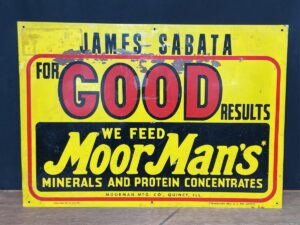 JAMES SABATA
FOR GOOD RESULTS
WE FEED
MoorMan's*
MINERALS AND PROTEIN CONCENTRATES
MOORMAN MFG. CO., QUINCY, ILL.